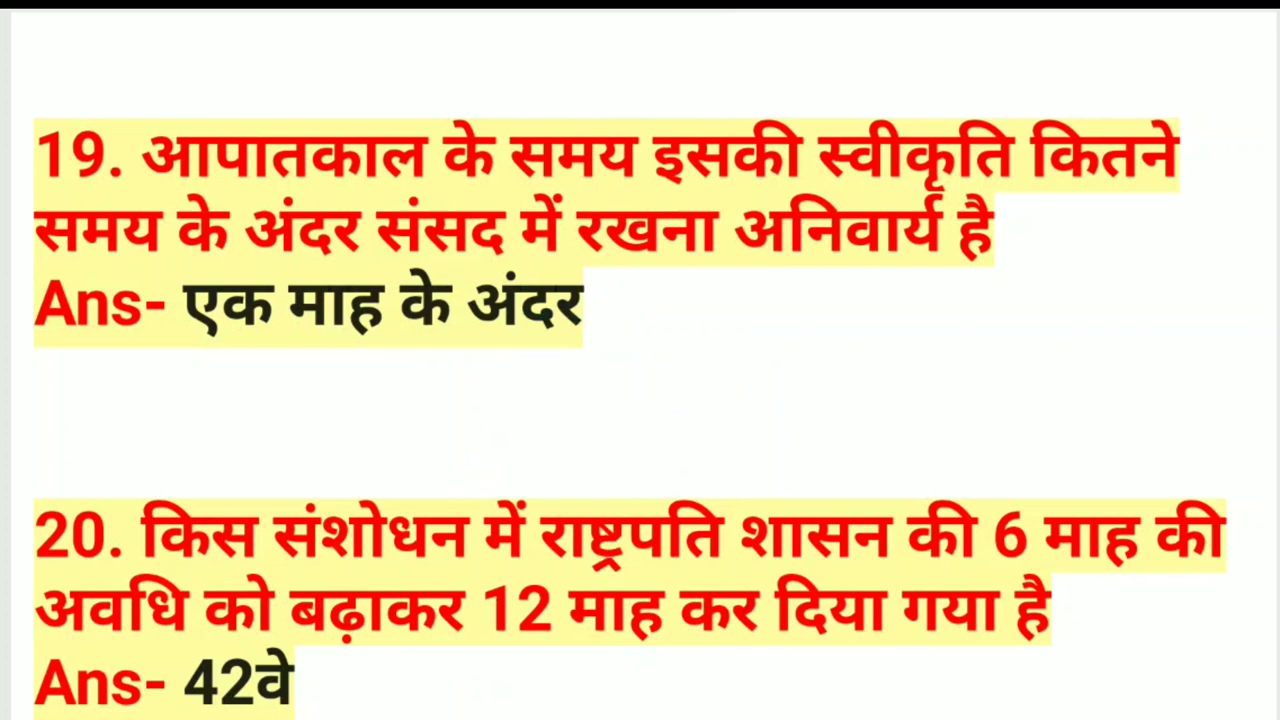 19. आपातकाल के समय इसकी स्वीकृति कितने
समय के अंदर संसद में रखना अनिवार्य है
Ans- एक माह के अंदर
20. किस संशोधन में राष्ट्रपति शासन की 6 माह की
अवधि को बढ़ाकर 12 माह कर दिया गया है
Ans- 42वे